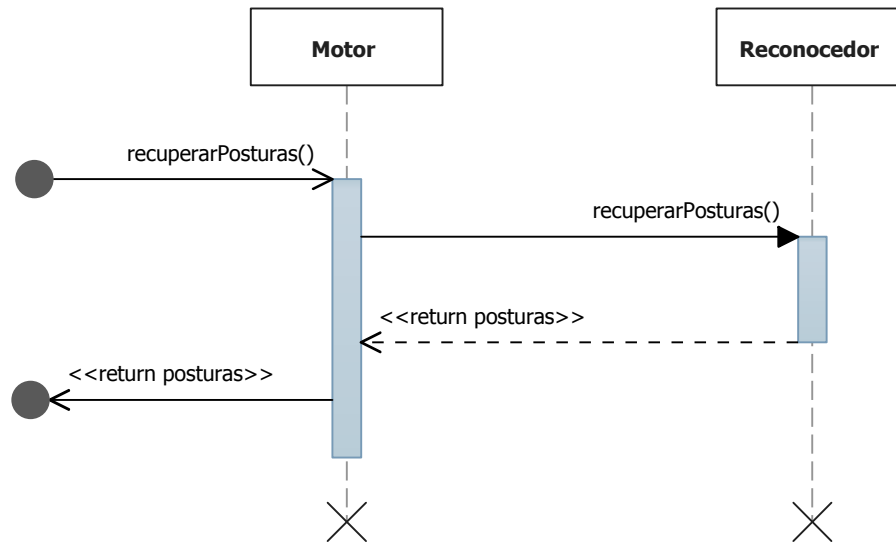 Motor
Reconocedor
recuperarPosturas()
recuperarPosturas()
<<return posturas>>
<<return posturas>>